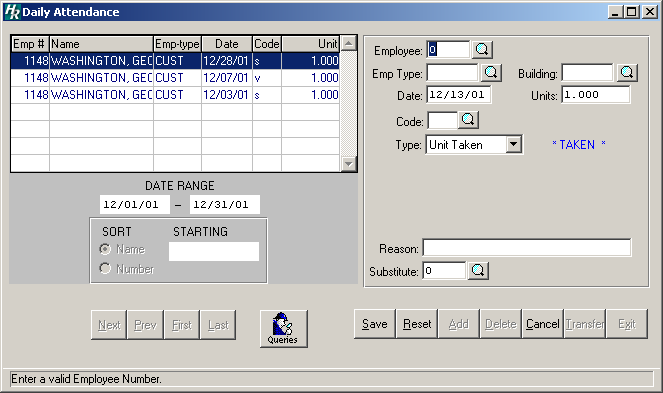 HR Daily Attendance
Emp # Name Emp-type Date Code Unit
1148 WASHINGTON, GEO CUST 12/28/01 s 1.000
1148 WASHINGTON, GEO CUST 12/07/01 v 1.000
1148 WASHINGTON, GEO CUST 12/03/01 s 1.000
DATE RANGE
12/01/01 – 12/31/01
SORT STARTING
Name
Number
Employee: 0
Emp Type: Building:
Date: 12/13/01 Units: 1.000
Code:
Type: Unit Taken * TAKEN *
Reason:
Substitute: 0
Next Prev First Last Queries Save Reset Add Delete Cancel Transfer Exit
Enter a valid Employee Number.